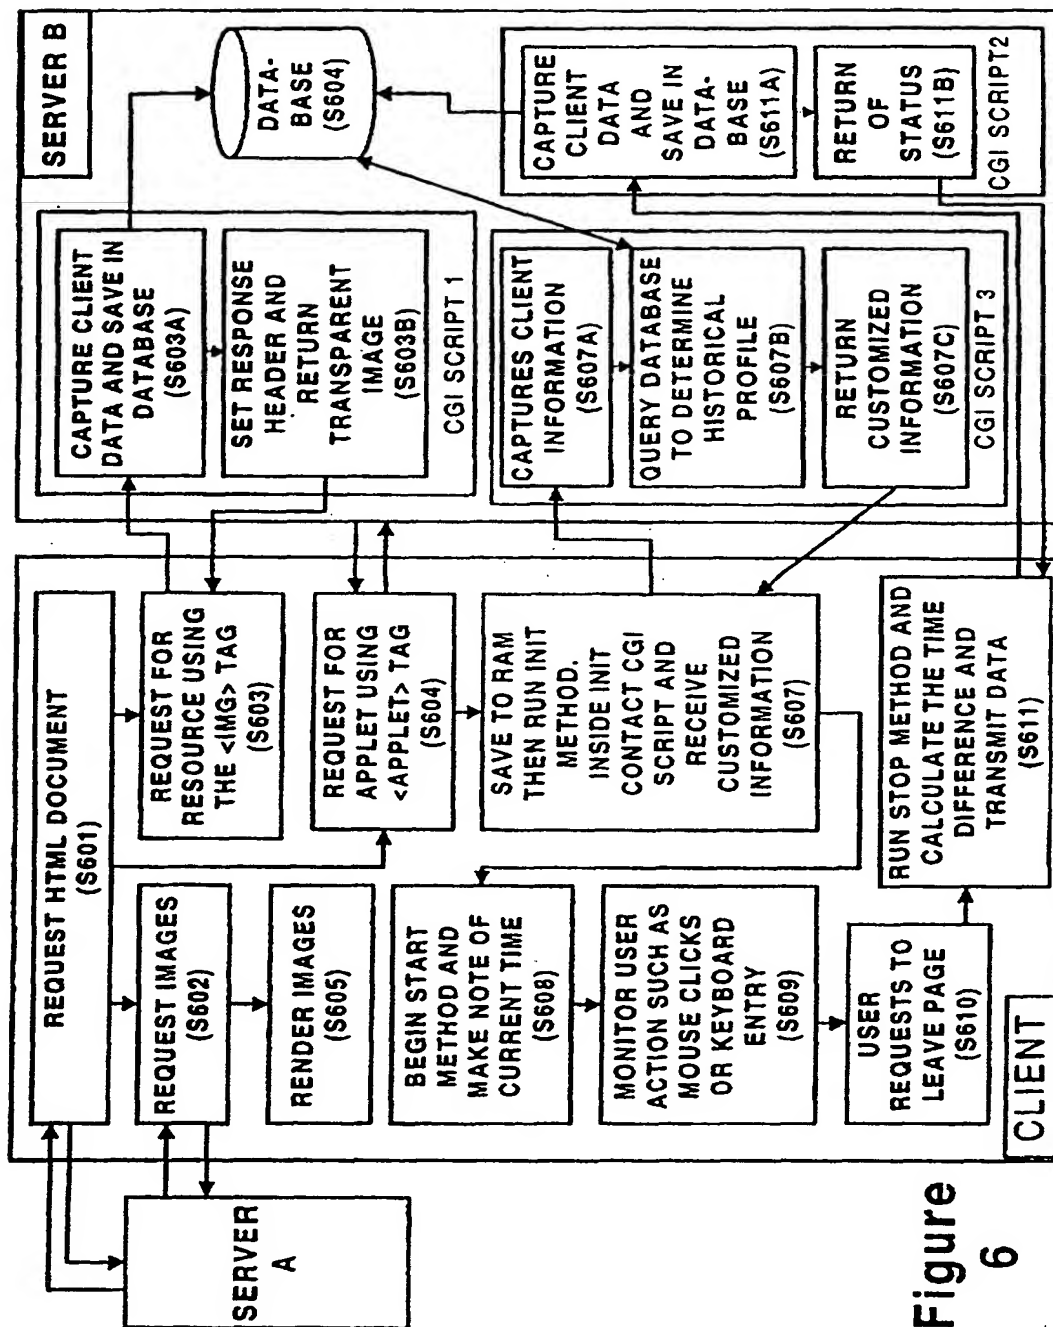 SERVER B
DATA-
BASE
(S604)
CAPTURE CLIENT
DATA AND SAVE IN
DATABASE
(S603A)
SET RESPONSE
HEADER AND
RETURN
TRANSPARENT
IMAGE
(S603B)
CGI SCRIPT 1
CAPTURE
CLIENT
DATA
AND
SAVE IN
DATA-
BASE
(S611A)
RETURN
OF
STATUS
(S611B)
CGI SCRIPT2
CAPTURES CLIENT
INFORMATION
(S607A)
QUERY DATABASE
TO DETERMINE
HISTORICAL
PROFILE
(S607B)
RETURN
CUSTOMIZED
INFORMATION
(S607C)
CGI SCRIPT 3
REQUEST HTML DOCUMENT
(S601)
REQUEST FOR
RESOURCE USING
THE <IMG> TAG
(S603)
REQUEST FOR
APPLET USING
<APPLET> TAG
(S604)
SAVE TO RAM
THEN RUN INIT
METHOD.
INSIDE INIT
CONTACT CGI
SCRIPT AND
RECEIVE
CUSTOMIZED
INFORMATION
(S607)
RUN STOP METHOD AND
CALCULATE THE TIME
DIFFERENCE AND
TRANSMIT DATA
(S611)
REQUEST IMAGES
(S602)
RENDER IMAGES
(S605)
BEGIN START
METHOD AND
MAKE NOTE OF
CURRENT TIME
(S608)
MONITOR USER
ACTION SUCH AS
MOUSE CLICKS
OR KEYBOARD
ENTRY
(S609)
USER
REQUESTS TO
LEAVE PAGE
(S610)
CLIENT
SERVER
A
Figure
6